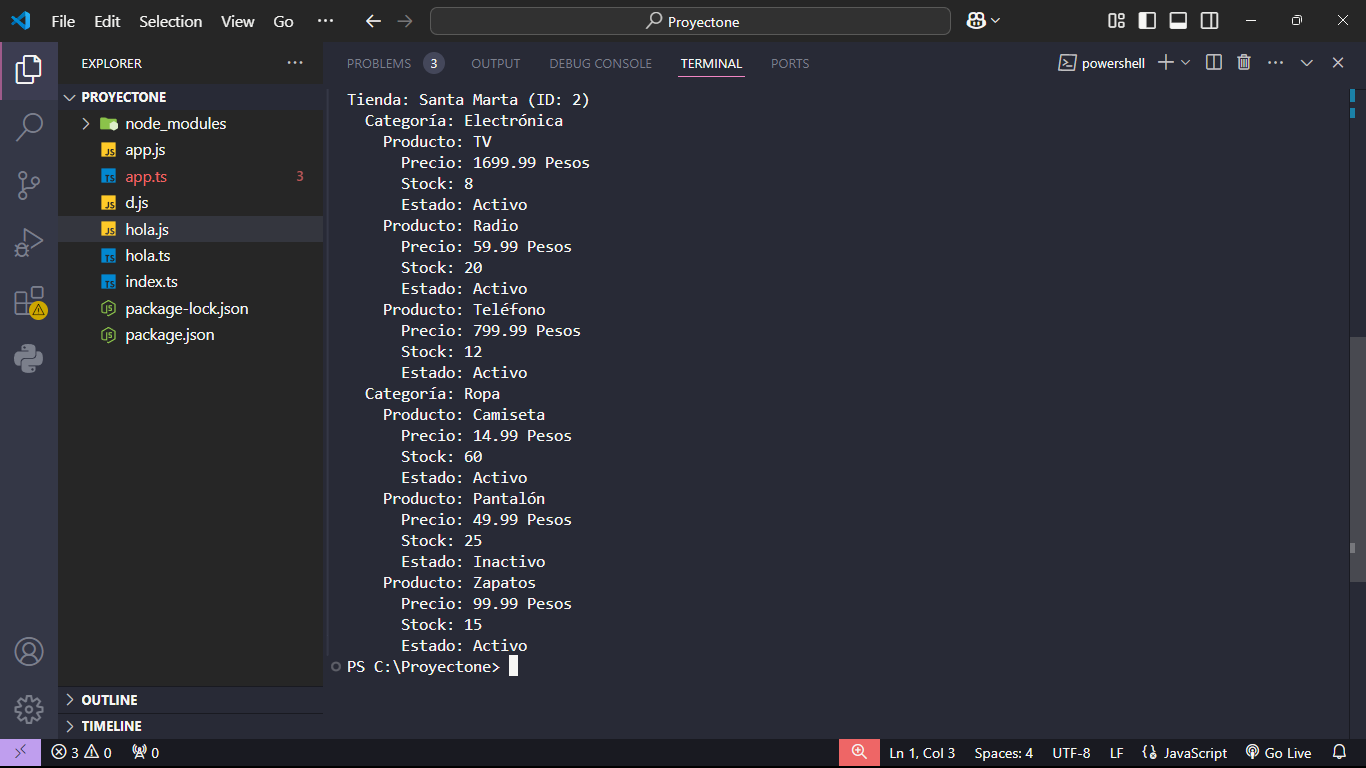 File Edit Selection View Go ··· Proyectone
EXPLORER ···
PROYECTONE
node_modules
JS app.js
TS app.ts 3
JS d.js
JS hola.js
TS hola.ts
TS index.ts
package-lock.json
package.json
OUTLINE
TIMELINE
PROBLEMS 3 OUTPUT DEBUG CONSOLE TERMINAL PORTS powershell ···
Tienda: Santa Marta (ID: 2)
Categoría: Electrónica
Producto: TV
Precio: 1699.99 Pesos
Stock: 8
Estado: Activo
Producto: Radio
Precio: 59.99 Pesos
Stock: 20
Estado: Activo
Producto: Teléfono
Precio: 799.99 Pesos
Stock: 12
Estado: Activo
Categoría: Ropa
Producto: Camiseta
Precio: 14.99 Pesos
Stock: 60
Estado: Activo
Producto: Pantalón
Precio: 49.99 Pesos
Stock: 25
Estado: Inactivo
Producto: Zapatos
Precio: 99.99 Pesos
Stock: 15
Estado: Activo
PS C:\Proyectone>
3 0 0 Ln 1, Col 3 Spaces: 4 UTF-8 LF {} JavaScript Go Live